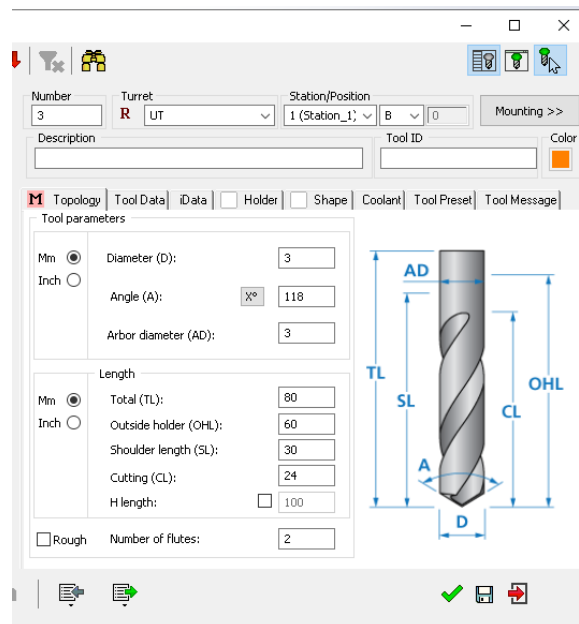 Number Turret Station/Position
3 R UT 1 (Station_1; B 0 Mounting >>
Description Tool ID Color
M Topology Tool Data iData Holder Shape Coolant Tool Preset Tool Message
Tool parameters
Mm Diameter (D): 3
Inch
Angle (A): Xº 118
Arbor diameter (AD): 3
Length
Mm Total (TL): 80
Inch Outside holder (OHL): 60
Shoulder length (SL): 30
Cutting (CL): 24
H length: 100
Rough Number of flutes: 2
AD
TL
SL
OHL
CL
A
D